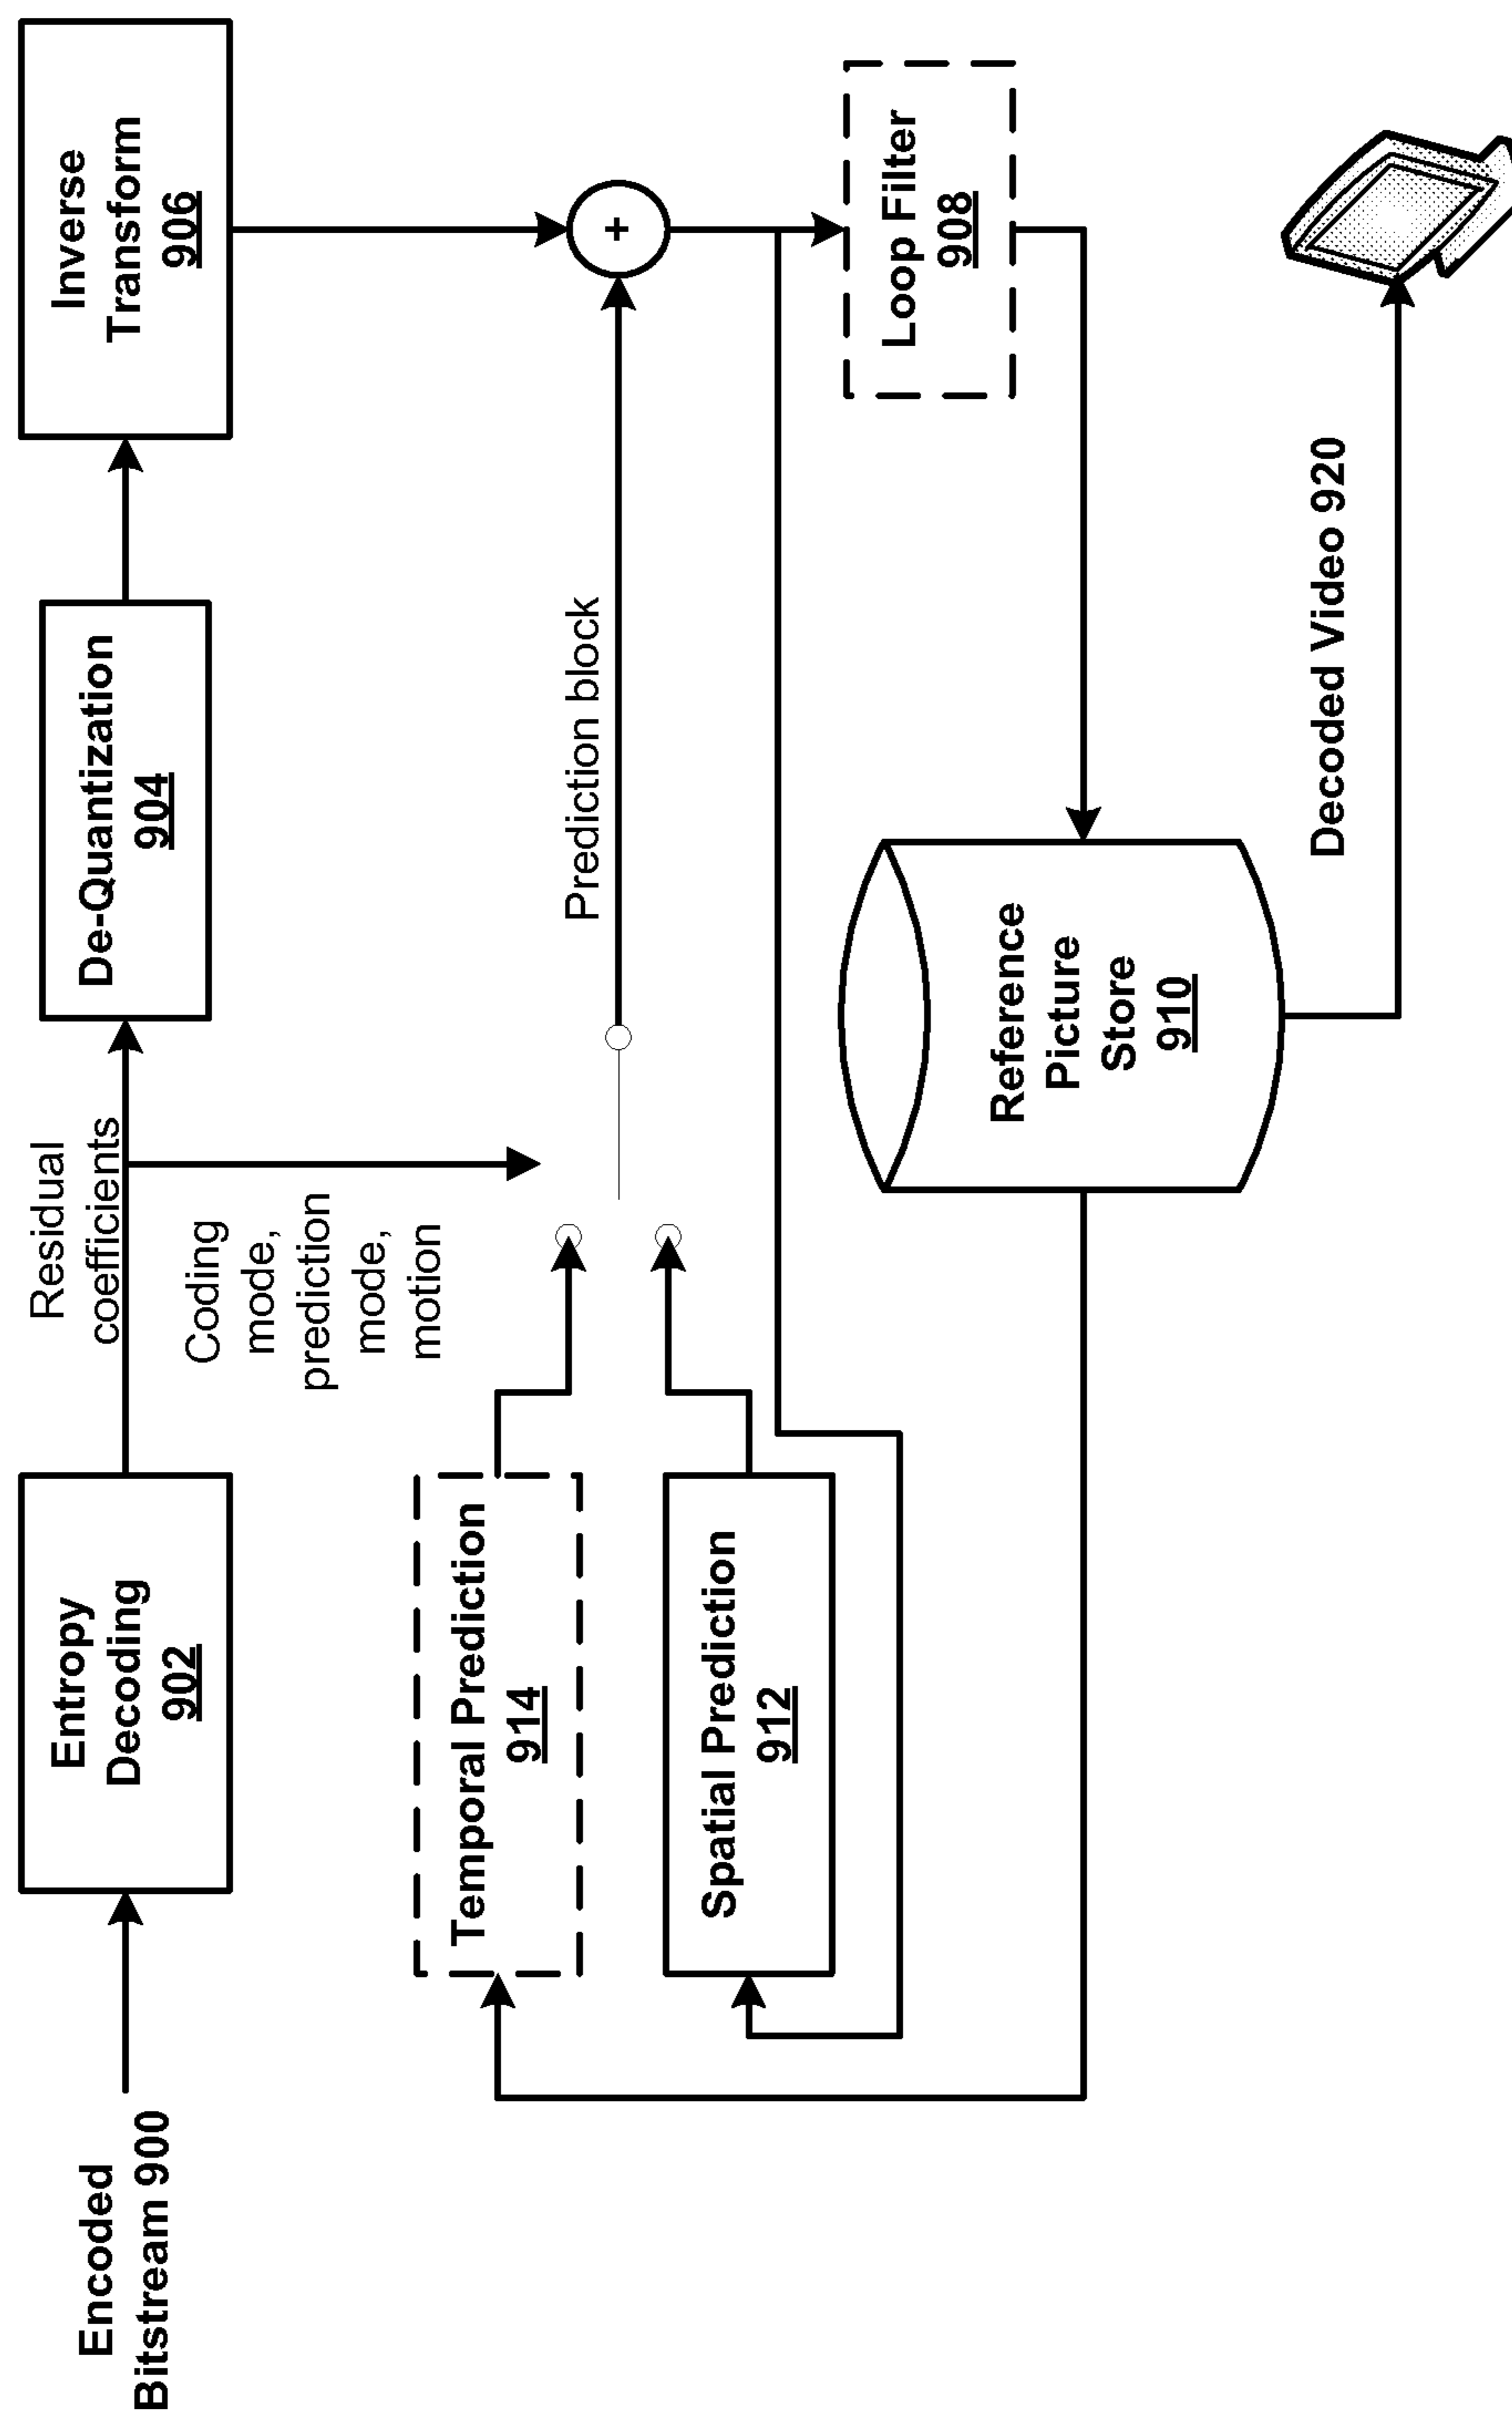 Encoded
Bitstream 900
Entropy
Decoding
902
Residual
coefficients
De-Quantization
904
Inverse
Transform
906
Coding
mode,
prediction
mode,
motion
Temporal Prediction
914
Prediction block
+
Spatial Prediction
912
Loop Filter
908
Reference
Picture
Store
910
Decoded Video 920